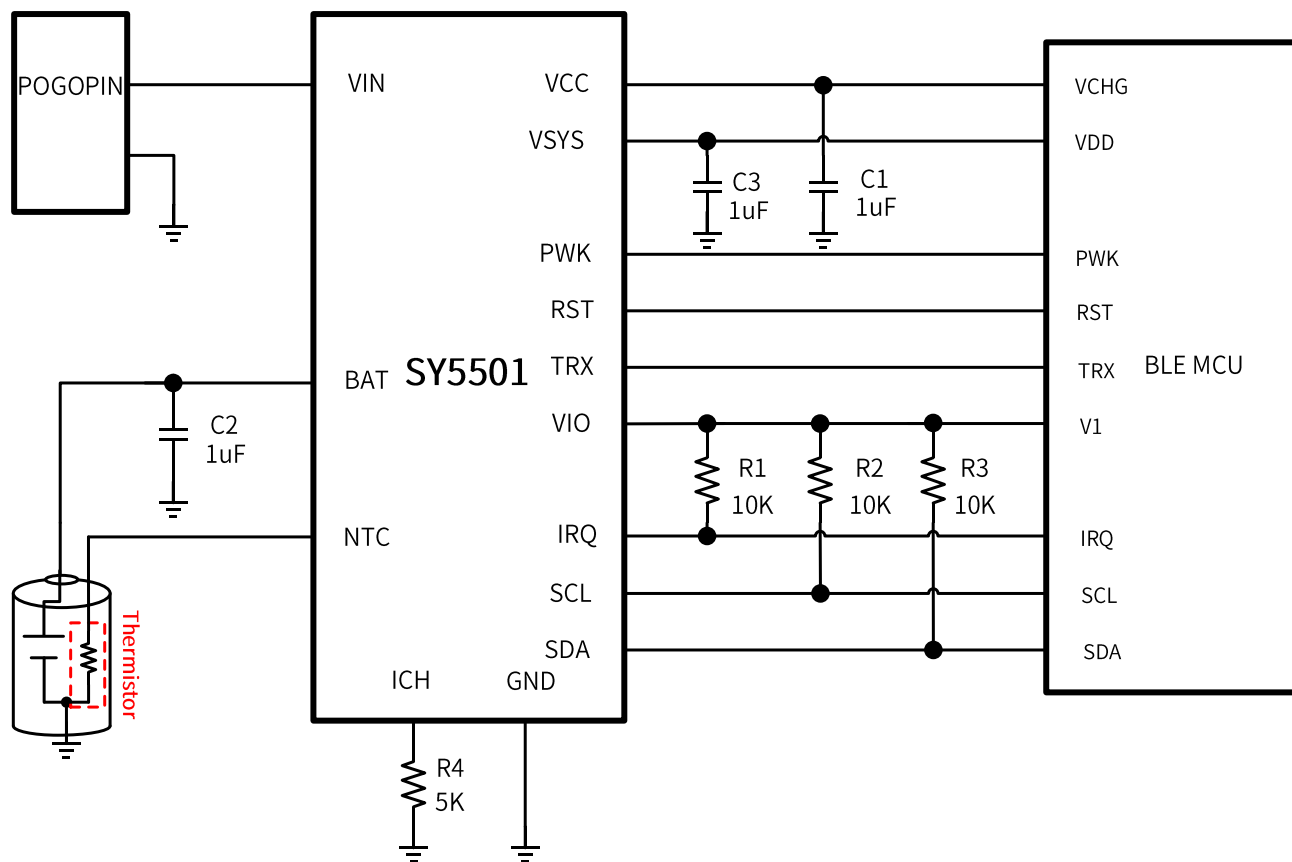 POGOPIN
VIN
VCC
VSYS
PWK
RST
BAT
SY5501
TRX
VIO
NTC
IRQ
SCL
SDA
ICH
GND
VCHG
VDD
PWK
RST
TRX
BLE MCU
V1
IRQ
SCL
SDA
C3
1uF
C1
1uF
C2
1uF
R1
10K
R2
10K
R3
10K
Thermistor
R4
5K